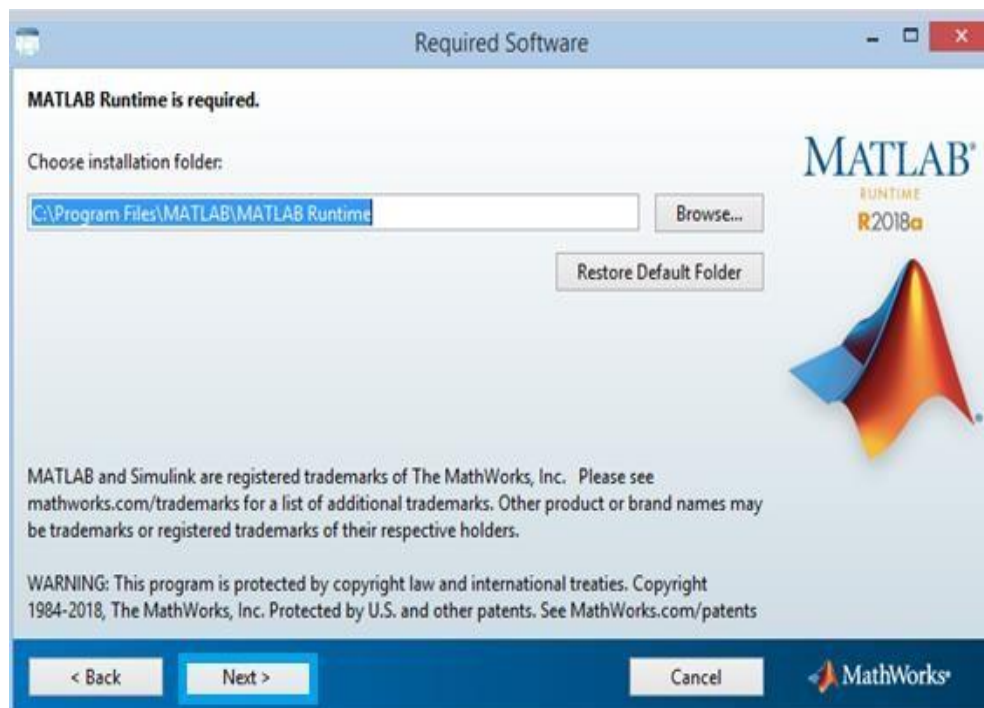 Required Software
MATLAB Runtime is required.
Choose installation folder:
C:\Program Files\MATLAB\MATLAB Runtime
Browse...
Restore Default Folder
MATLAB®
RUNTIME
R2018a
®
MATLAB and Simulink are registered trademarks of The MathWorks, Inc.   Please see
mathworks.com/trademarks for a list of additional trademarks. Other product or brand names may
be trademarks or registered trademarks of their respective holders.
WARNING: This program is protected by copyright law and international treaties. Copyright
1984-2018, The MathWorks, Inc. Protected by U.S. and other patents. See MathWorks.com/patents
< Back
Next >
Cancel
MathWorks®